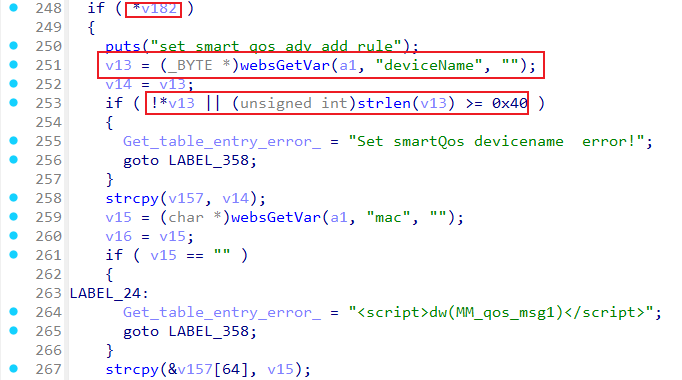 248 if ( *v182 )
249 {
250 puts("set smart qos adv add rule");
251 v13 = (_BYTE *)websGetVar(a1, "deviceName", "");
252 v14 = v13;
253 if ( !*v13 || (unsigned int)strlen(v13) >= 0x40 )
254 {
255 Get_table_entry_error_ = "Set smartQos devicename  error!";
256 goto LABEL_358;
257 }
258 strcpy(v157, v14);
259 v15 = (char *)websGetVar(a1, "mac", "");
260 v16 = v15;
261 if ( v15 == "" )
262 {
263 LABEL_24:
264 Get_table_entry_error_ = "<script>dw(MM_qos_msg1)</script>";
265 goto LABEL_358;
266 }
267 strcpy(&v157[64], v15);